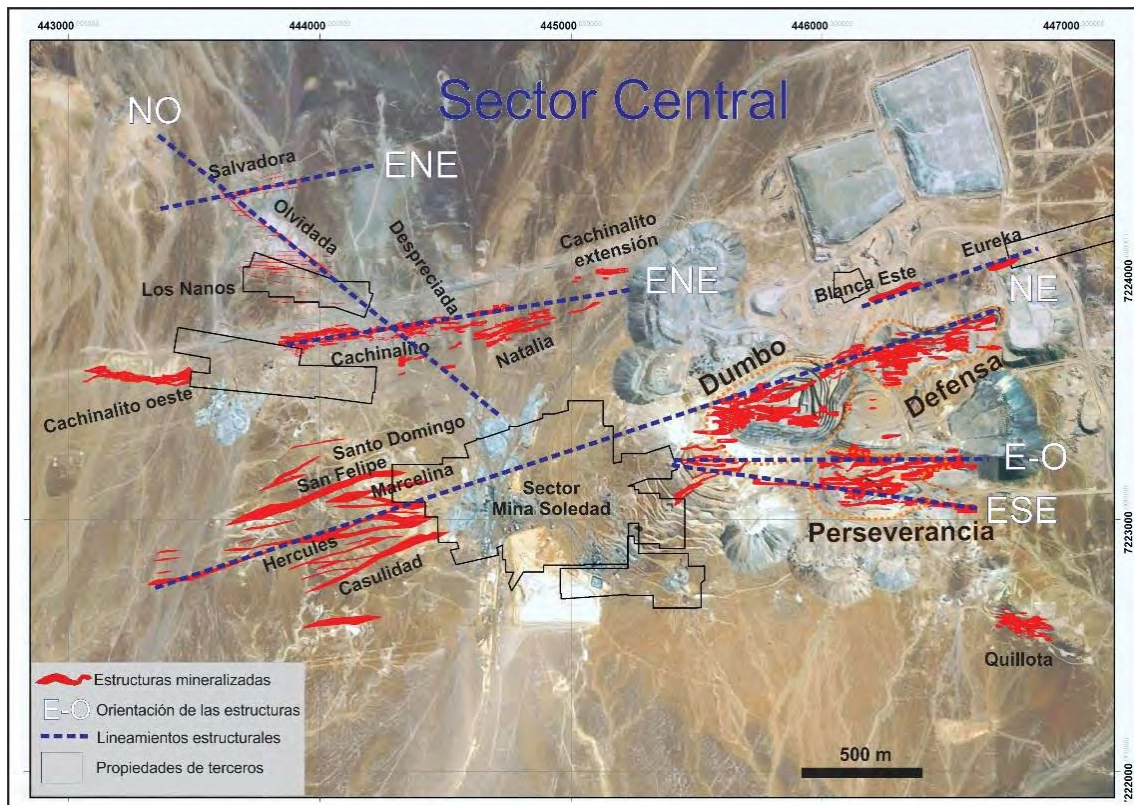 443000
444000
445000
446000
447000
Sector Central
NO
Salvadora
ENE
Olvidada
Despreciada
Cachinalito
extensión
Eureka
Los Nanos
ENE
Blanca Este
NE
7224000
Cachinalito
Natalia
Dumbo
Defensa
Cachinalito oeste
Santo Domingo
San Felipe
Marcelina
E-O
Sector
Mina Soledad
ESE
7223000
Hercules
Perseverancia
Casulidad
Quillota
Estructuras mineralizadas
E-O Orientación de las estructuras
Lineamientos estructurales
Propiedades de terceros
500 m
7222000